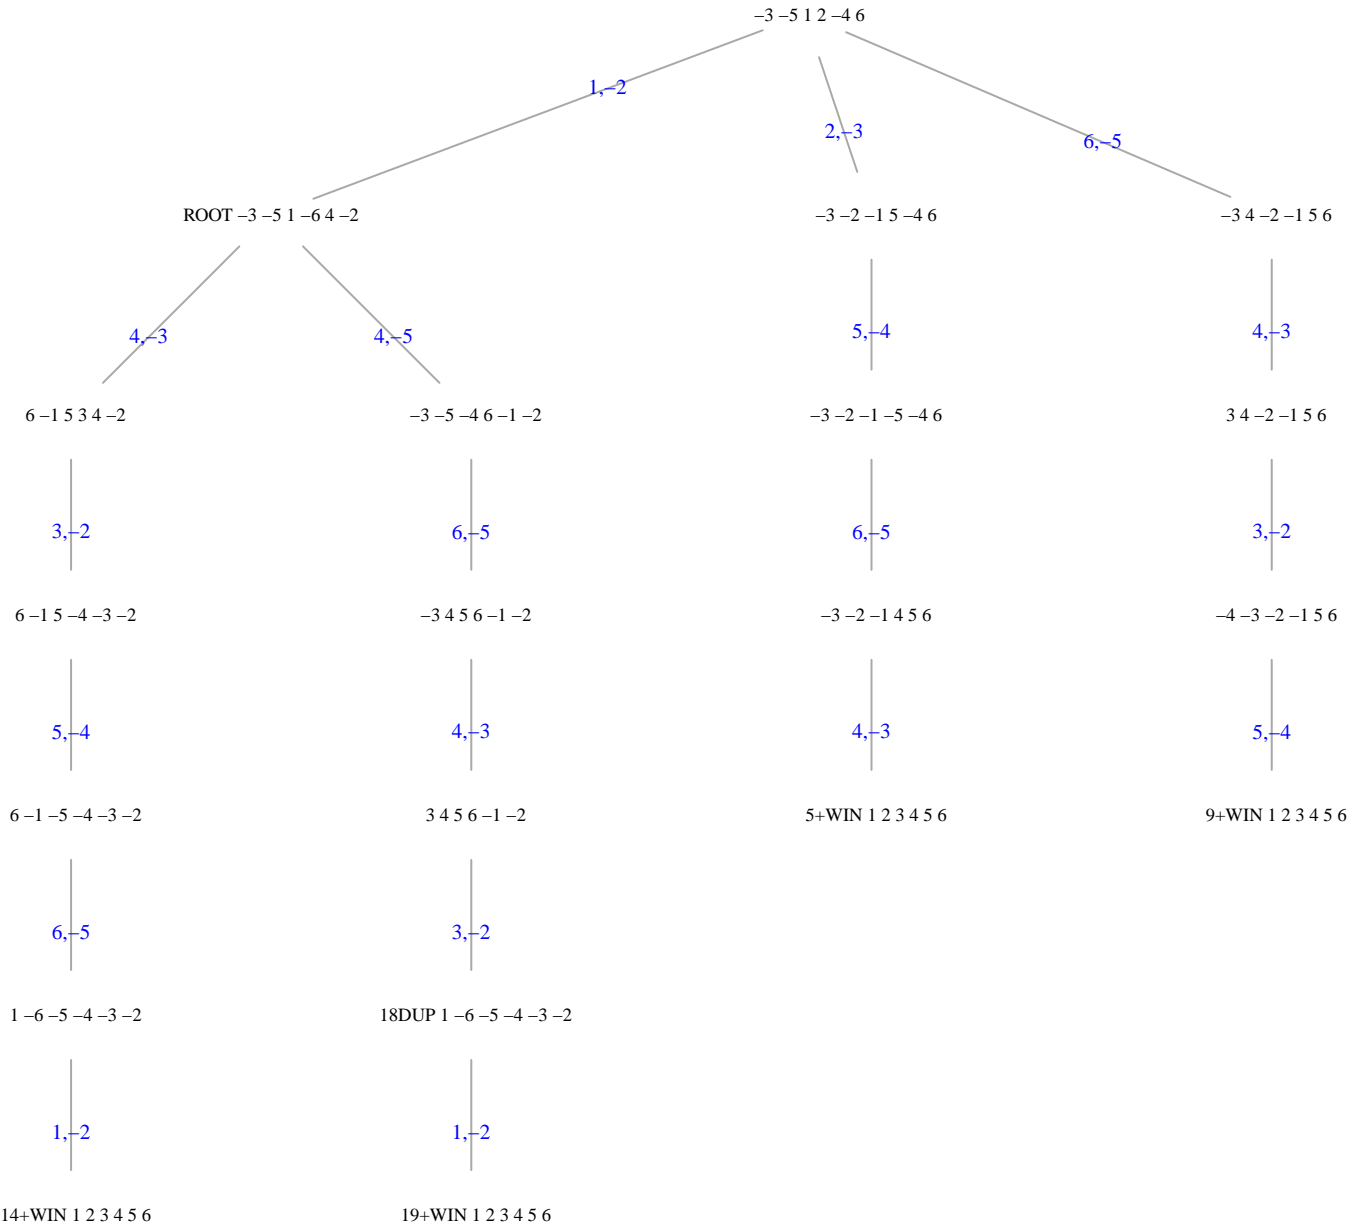 –3 –5 1 2 –4 6
1,–2
2,–3
6,–5
ROOT –3 –5 1 –6 4 –2
–3 –2 –1 5 –4 6
–3 4 –2 –1 5 6
4,–3
4,–5
5,–4
4,–3
6 –1 5 3 4 –2
–3 –5 –4 6 –1 –2
–3 –2 –1 –5 –4 6
3 4 –2 –1 5 6
3,–2
6,–5
6,–5
3,–2
6 –1 5 –4 –3 –2
–3 4 5 6 –1 –2
–3 –2 –1 4 5 6
–4 –3 –2 –1 5 6
5,–4
4,–3
4,–3
5,–4
6 –1 –5 –4 –3 –2
3 4 5 6 –1 –2
5+WIN 1 2 3 4 5 6
9+WIN 1 2 3 4 5 6
6,–5
3,–2
1 –6 –5 –4 –3 –2
18DUP 1 –6 –5 –4 –3 –2
1,–2
1,–2
14+WIN 1 2 3 4 5 6
19+WIN 1 2 3 4 5 6